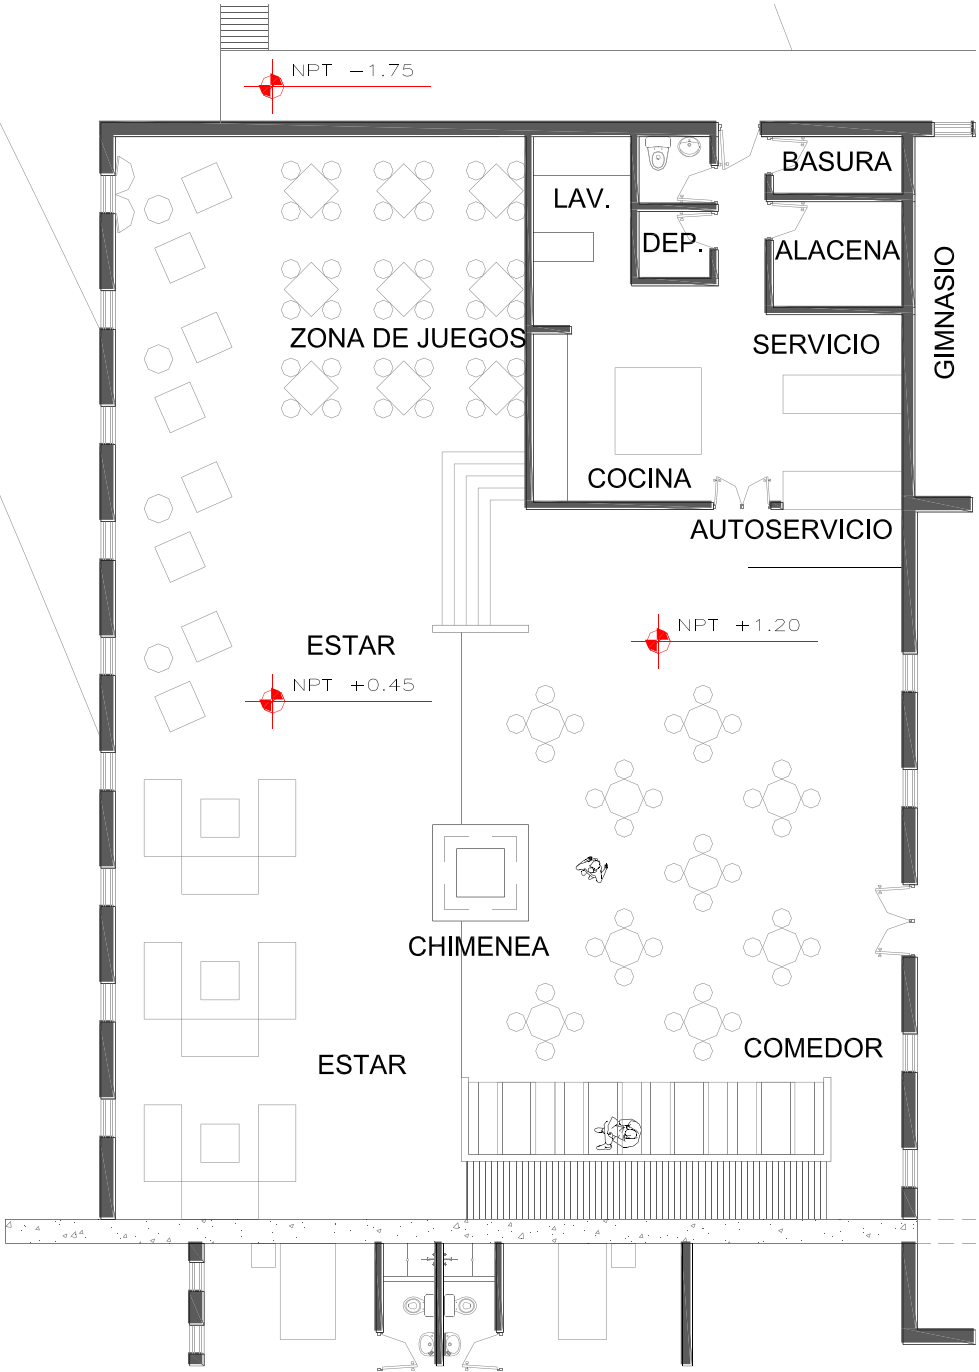 NPT -1.75
BASURA
LAV.
DEP.
ALACENA
GIMNASIO
ZONA DE JUEGOS
SERVICIO
COCINA
AUTOSERVICIO
NPT +1.20
ESTAR
NPT +0.45
CHIMENEA
COMEDOR
ESTAR